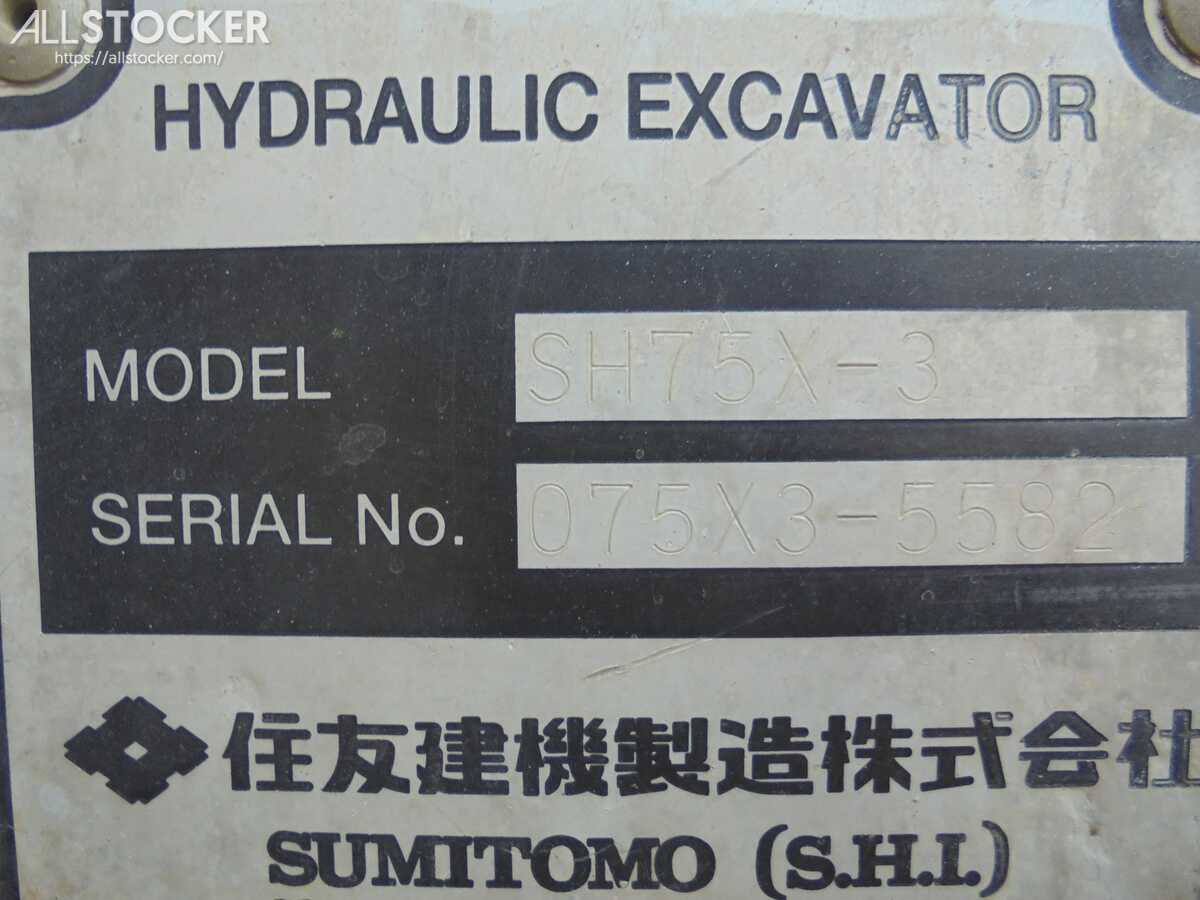 ALLSTOCKER
https://allstocker.com/
HYDRAULIC EXCAVATOR
MODEL SH75X-3
SERIAL No. 075X3-5582
住友建機製造株式会社
SUMITOMO (S.H.I.)